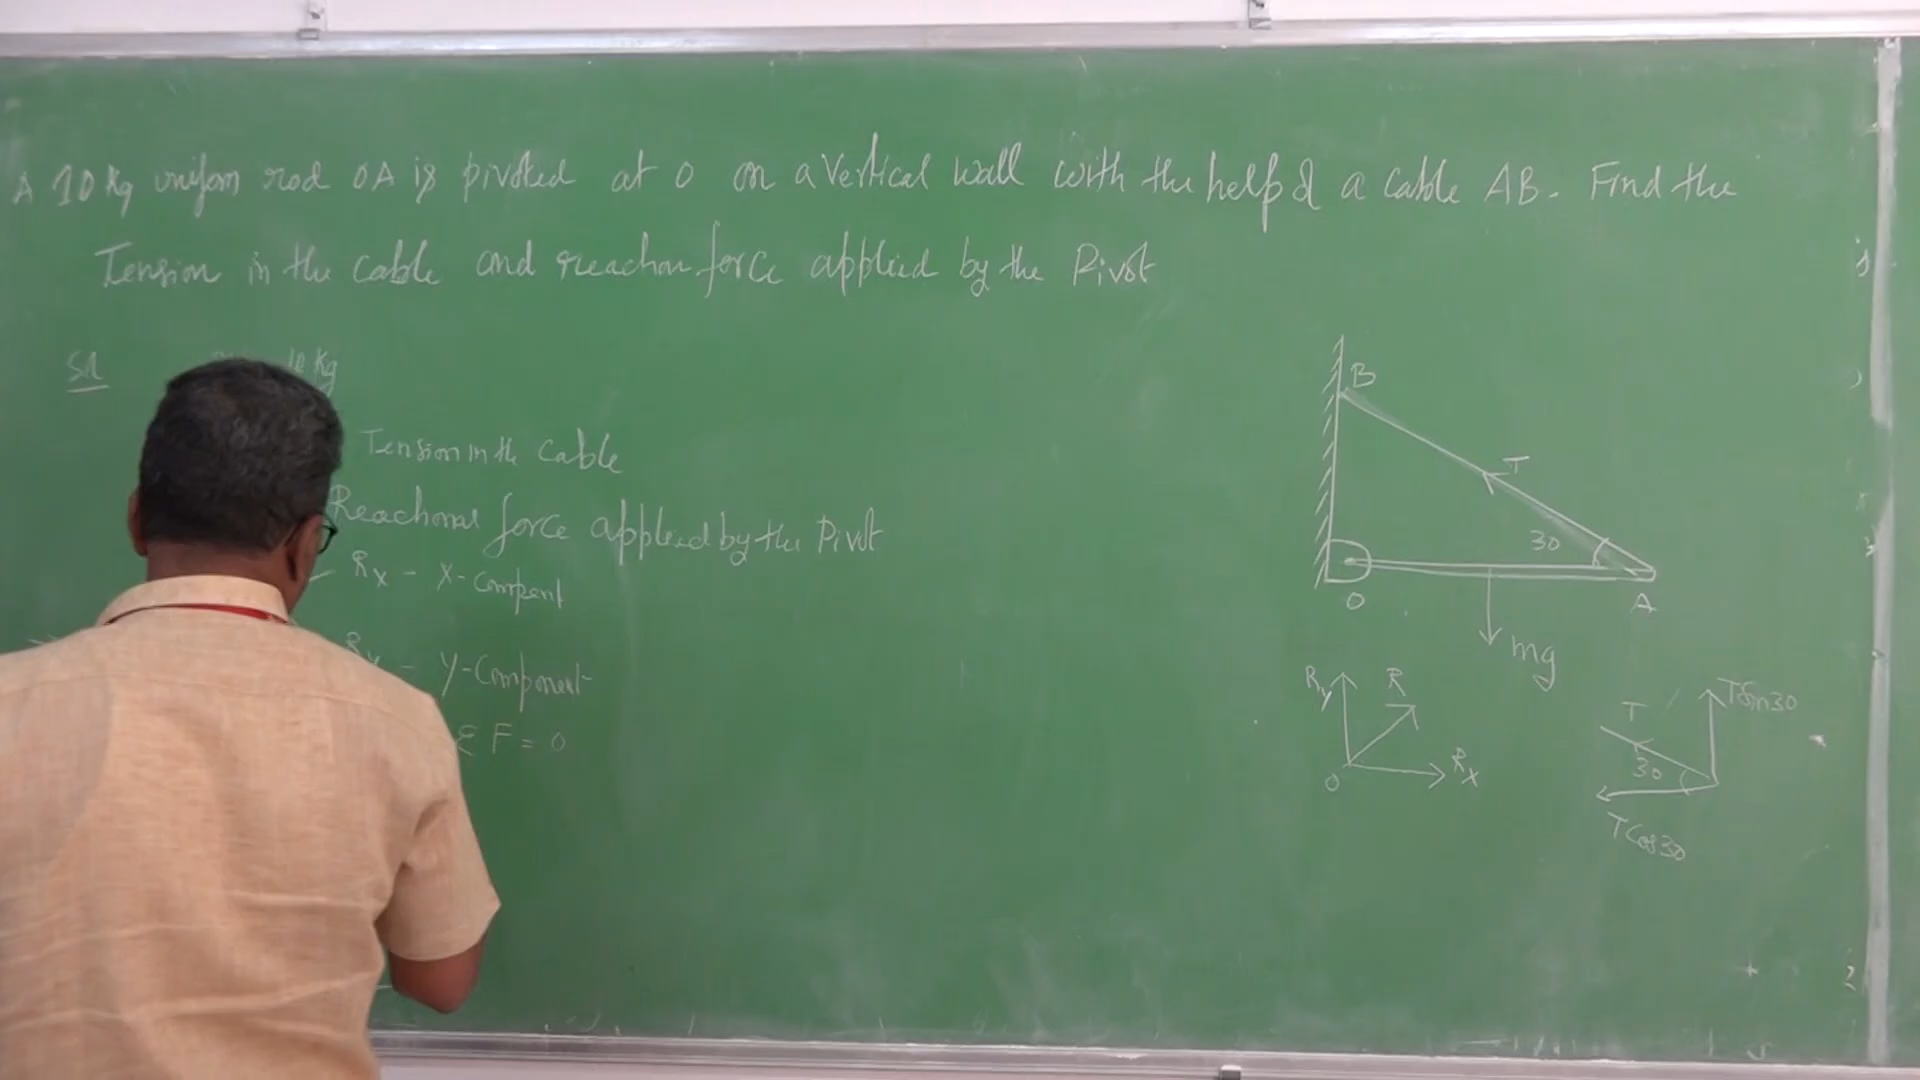 A 10 Kg uniform rod OA is pivoted at O on a vertical wall with the help of a cable AB. Find the
Tension in the cable and reaction force applied by the Pivot
Sol
10 Kg
Tension in the Cable
Reactional force applied by the Pivot
Rx - X-Compent
Ry - Y-Component
Σ F = 0
B
T
30
O
A
mg
Ry
R
Rx
O
T
TSin30
30
TCos30